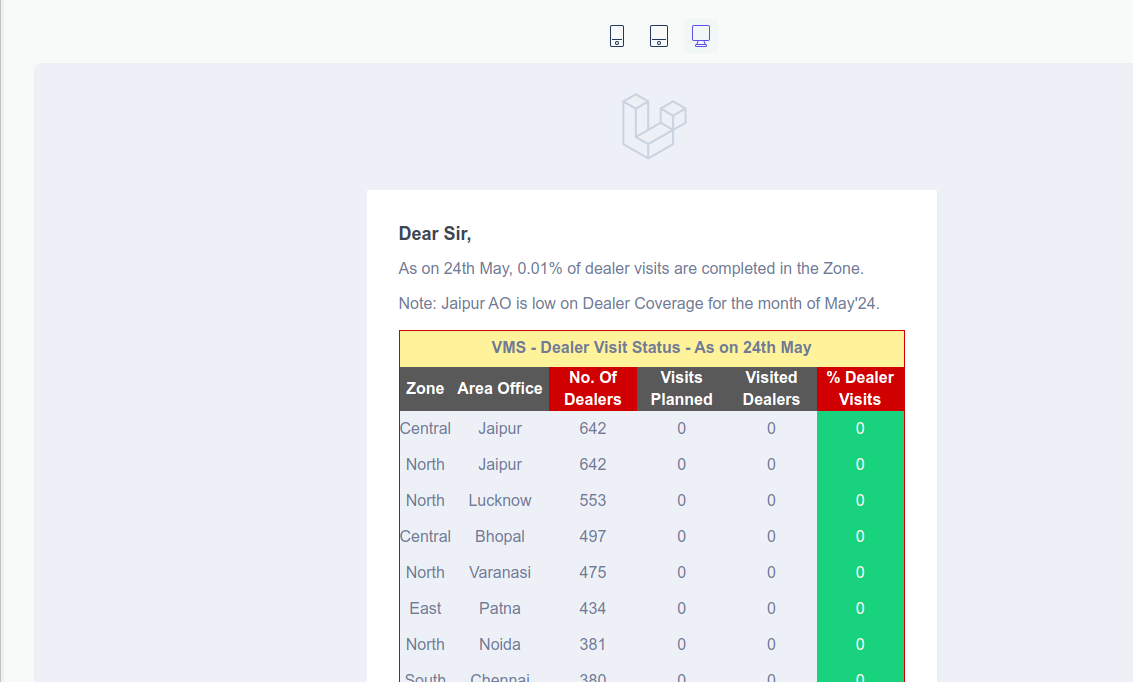 Dear Sir,
As on 24th May, 0.01% of dealer visits are completed in the Zone.
Note: Jaipur AO is low on Dealer Coverage for the month of May'24.
VMS - Dealer Visit Status - As on 24th May
Zone Area Office No. Of Dealers Visits Planned Visited Dealers % Dealer Visits
Central Jaipur 642 0 0 0
North Jaipur 642 0 0 0
North Lucknow 553 0 0 0
Central Bhopal 497 0 0 0
North Varanasi 475 0 0 0
East Patna 434 0 0 0
North Noida 381 0 0 0
South Chennai 380 0 0 0